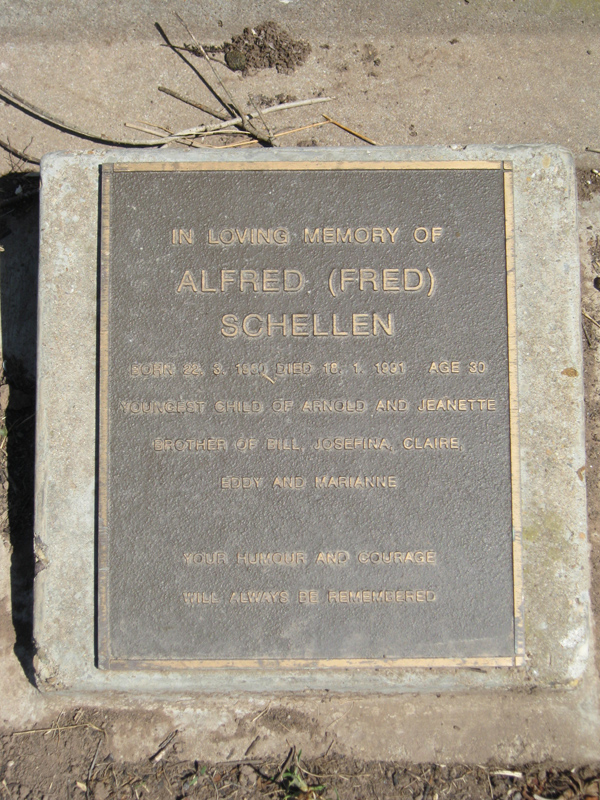 IN LOVING MEMORY OF
ALFRED (FRED)
SCHELLEN
BORN 22. 3. 1960 DIED 18. 1. 1991 AGE 30
YOUNGEST CHILD OF ARNOLD AND JEANETTE
BROTHER OF BILL, JOSEFINA, CLAIRE,
EDDY AND MARIANNE
YOUR HUMOUR AND COURAGE
WILL ALWAYS BE REMEMBERED